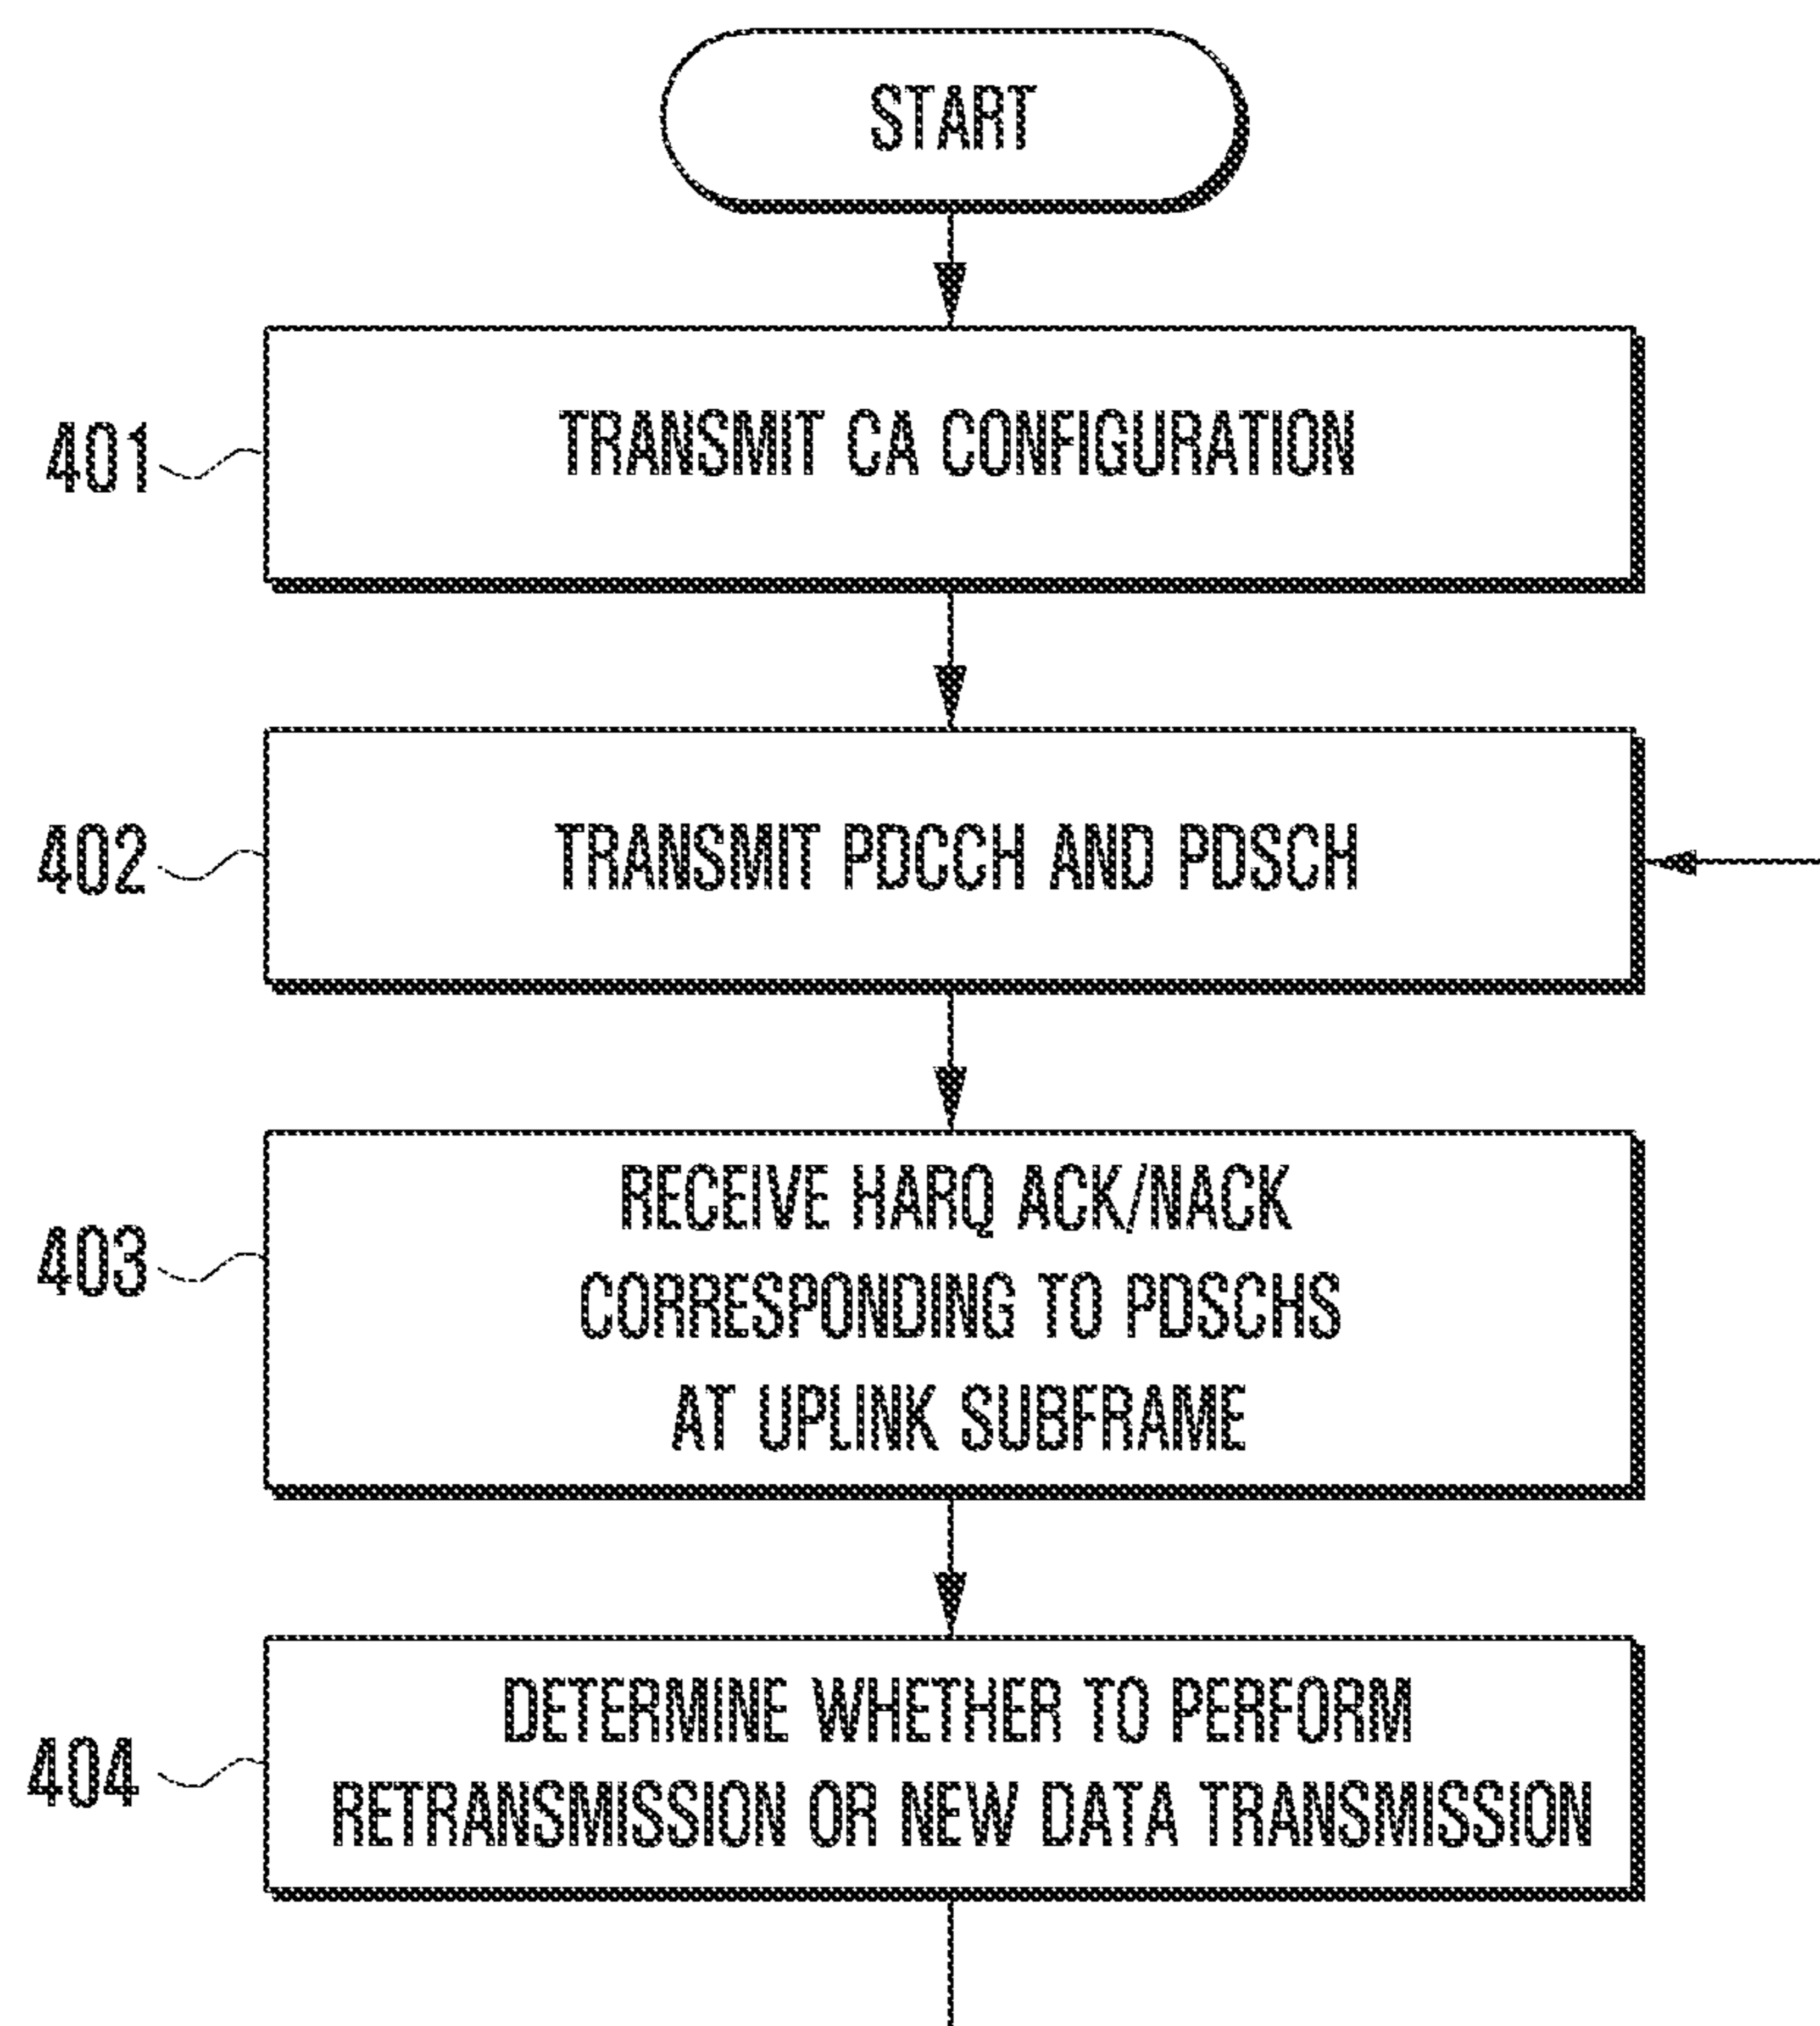 START
401
TRANSMIT CA CONFIGURATION
402
TRANSMIT PDCCH AND PDSCH
403
RECEIVE HARQ ACK/NACK
CORRESPONDING TO PDSCHS
AT UPLINK SUBFRAME
404
DETERMINE WHETHER TO PERFORM
RETRANSMISSION OR NEW DATA TRANSMISSION